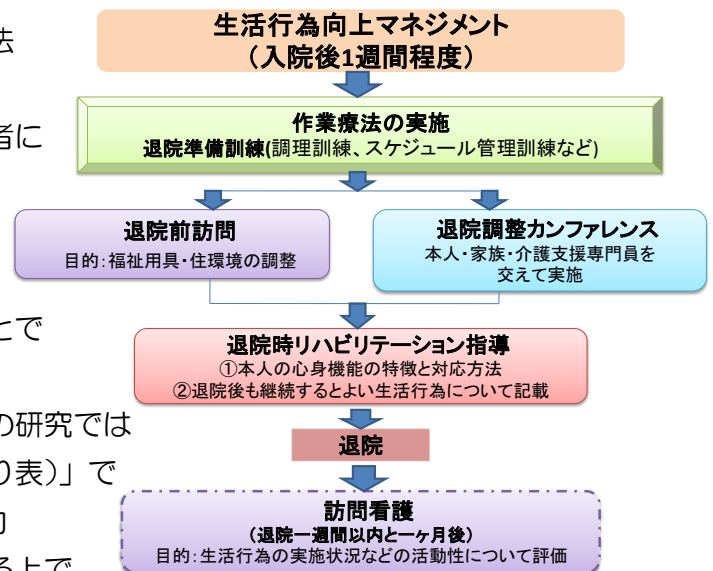 生活行為向上マネジメント
（入院後1週間程度）
法
作業療法の実施
退院準備訓練(調理訓練、スケジュール管理訓練など)
者に
退院前訪問
目的：福祉用具・住環境の調整
退院調整カンファレンス
本人・家族・介護支援専門員を
交えて実施
とで
退院時リハビリテーション指導
①本人の心身機能の特徴と対応方法
②退院後も継続するとよい生活行為について記載
の研究では
退院
り表）」で
訪問看護
（退院一週間以内と一ヶ月後）
目的：生活行為の実施状況などの活動性について評価
る上で